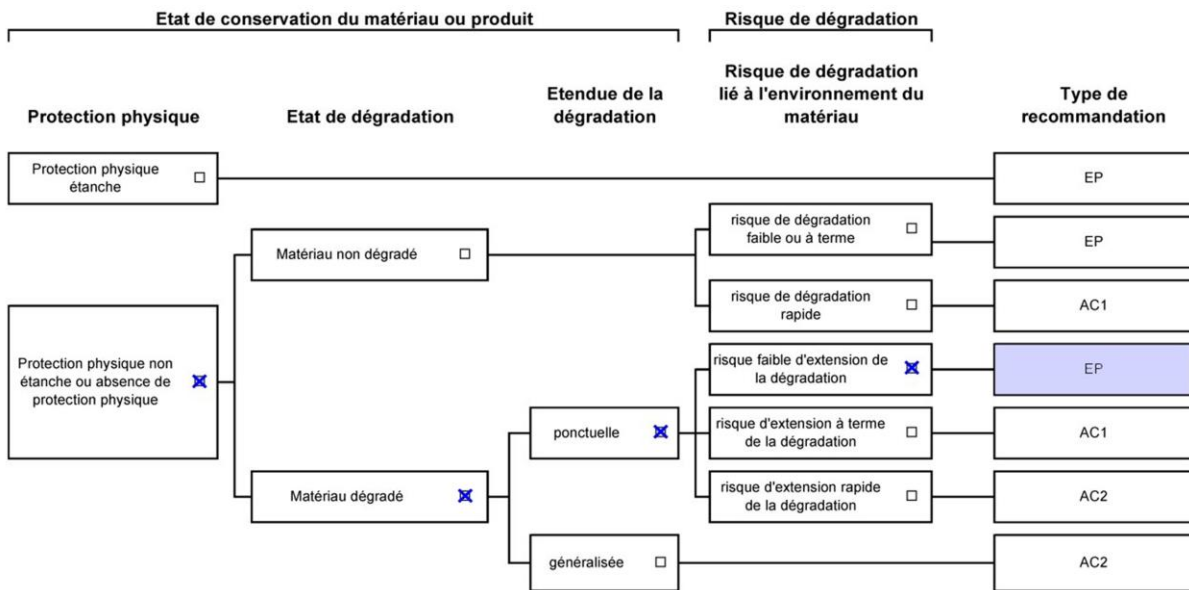 Etat de conservation du matériau ou produit
Risque de dégradation
Protection physique
Etat de dégradation
Etendue de la
dégradation
Risque de dégradation
lié à l'environnement du
matériau
Type de
recommandation
Protection physique
étanche
EP
Matériau non dégradé
risque de dégradation
faible ou à terme
EP
risque de dégradation
rapide
AC1
Protection physique non
étanche ou absence de
protection physique
risque faible d'extension de
la dégradation
EP
ponctuelle
risque d'extension à terme
de la dégradation
AC1
Matériau dégradé
risque d'extension rapide
de la dégradation
AC2
généralisée
AC2